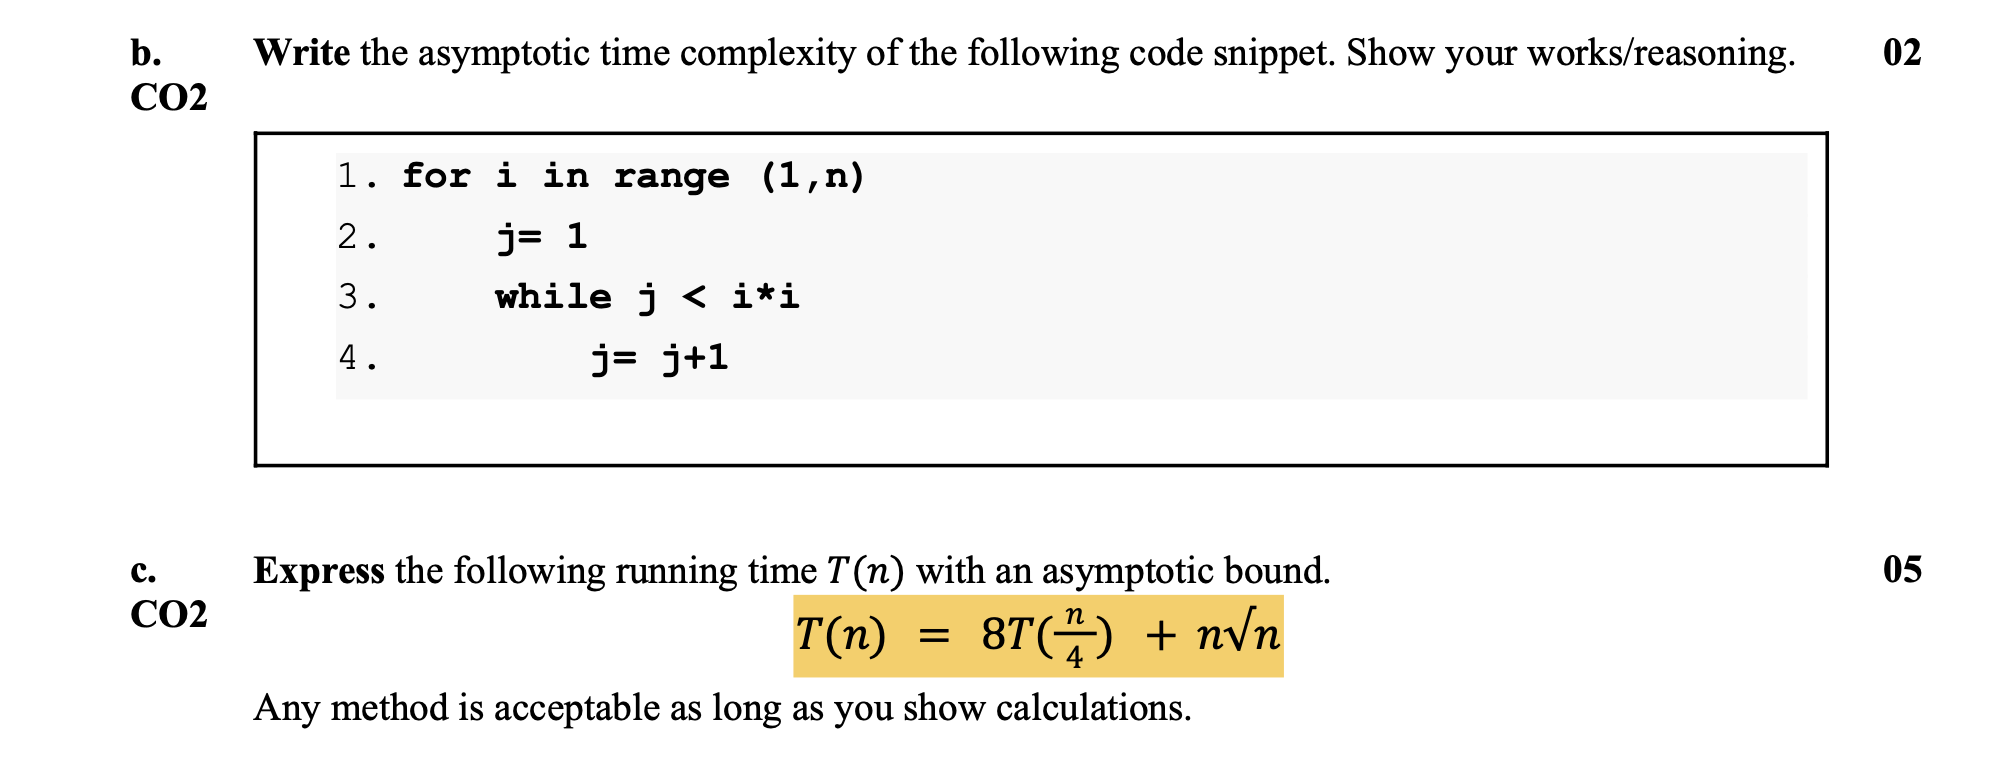 b. Write the asymptotic time complexity of the following code snippet. Show your works/reasoning. 02
CO2
1. for i in range (1,n)
2. j= 1
3. while j < i*i
4. j= j+1
c. Express the following running time T(n) with an asymptotic bound. 05
CO2
T(n) = 8T(n/4) + n√n
Any method is acceptable as long as you show calculations.